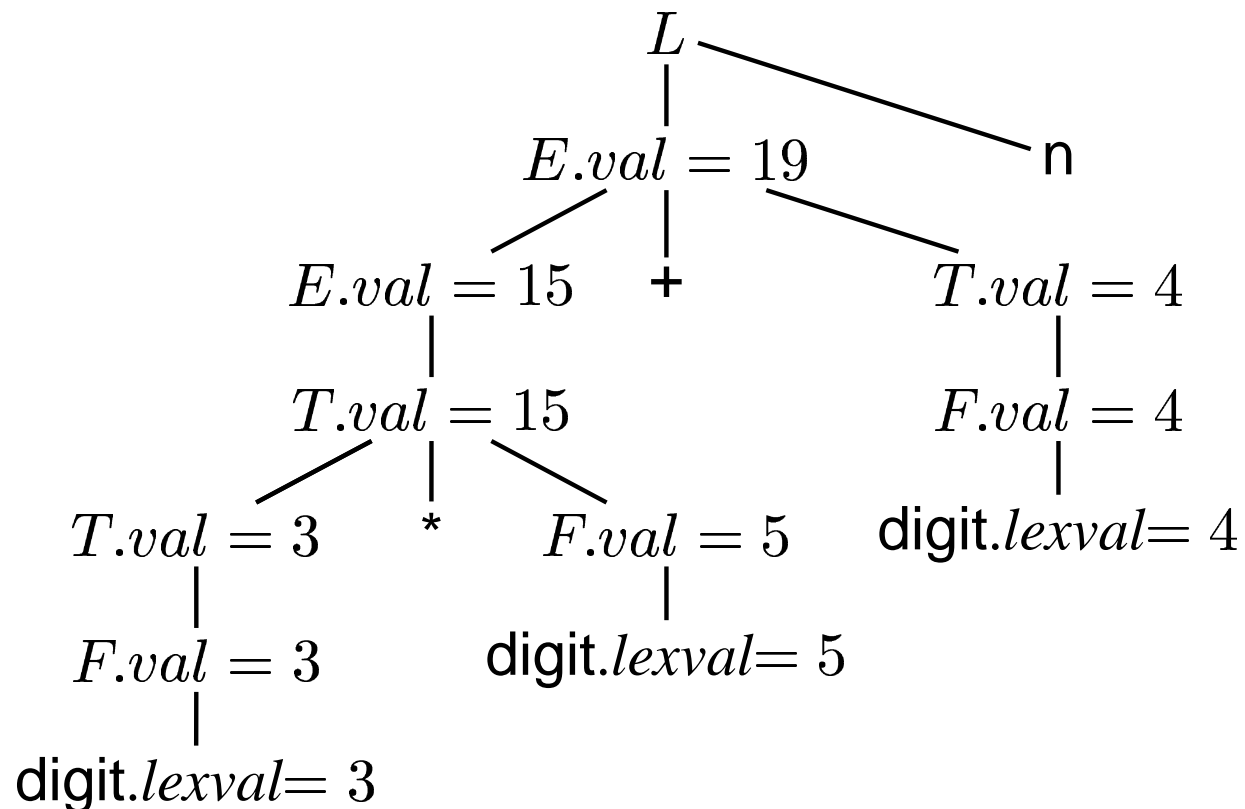 L
E.val = 19 n
E.val = 15 + T.val = 4
T.val = 15 F.val = 4
T.val = 3 * F.val = 5 digit.lexval= 4
F.val = 3 digit.lexval= 5
digit.lexval= 3